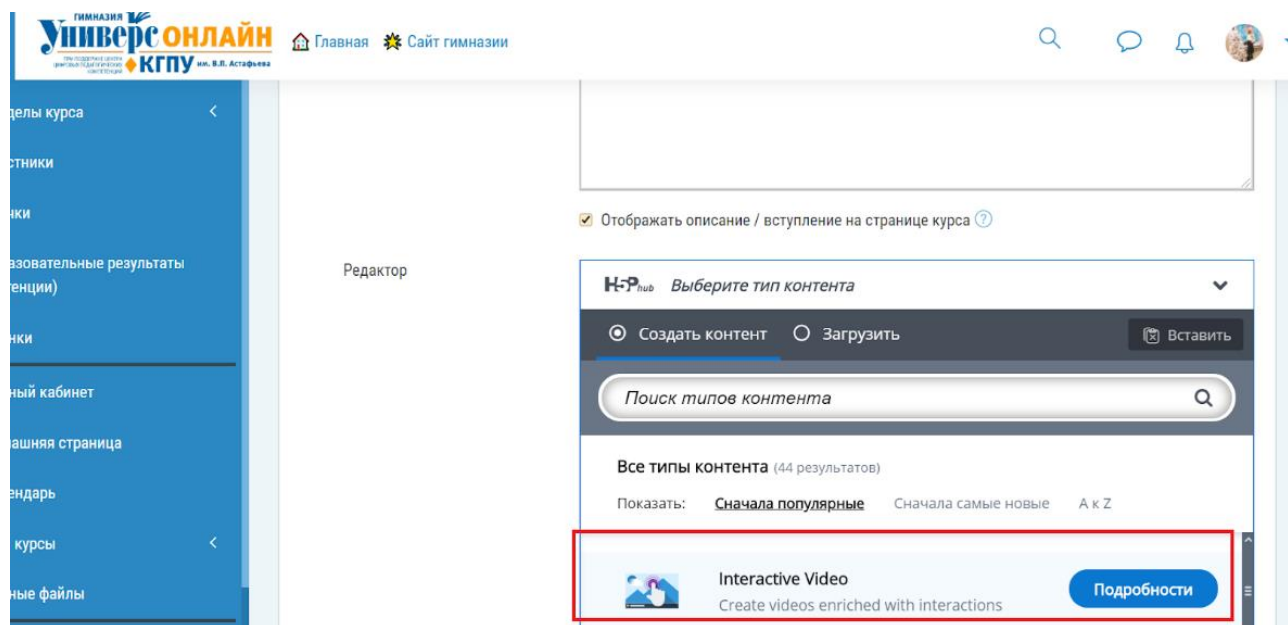 ГИМНАЗИЯ
Универс ОНЛАЙН
КГПУ им. В.П. Астафьева
Главная
Сайт гимназии
делы курса
стники
нки
азовательные результаты
тенции)
нки
ный кабинет
ашняя страница
ендарь
курсы
ные файлы
Отображать описание / вступление на странице курса
Редактор
H5P hub Выберите тип контента
Создать контент
Загрузить
Вставить
Поиск типов контента
Все типы контента (44 результатов)
Показать: Сначала популярные Сначала самые новые А к Z
Interactive Video
Create videos enriched with interactions
Подробности